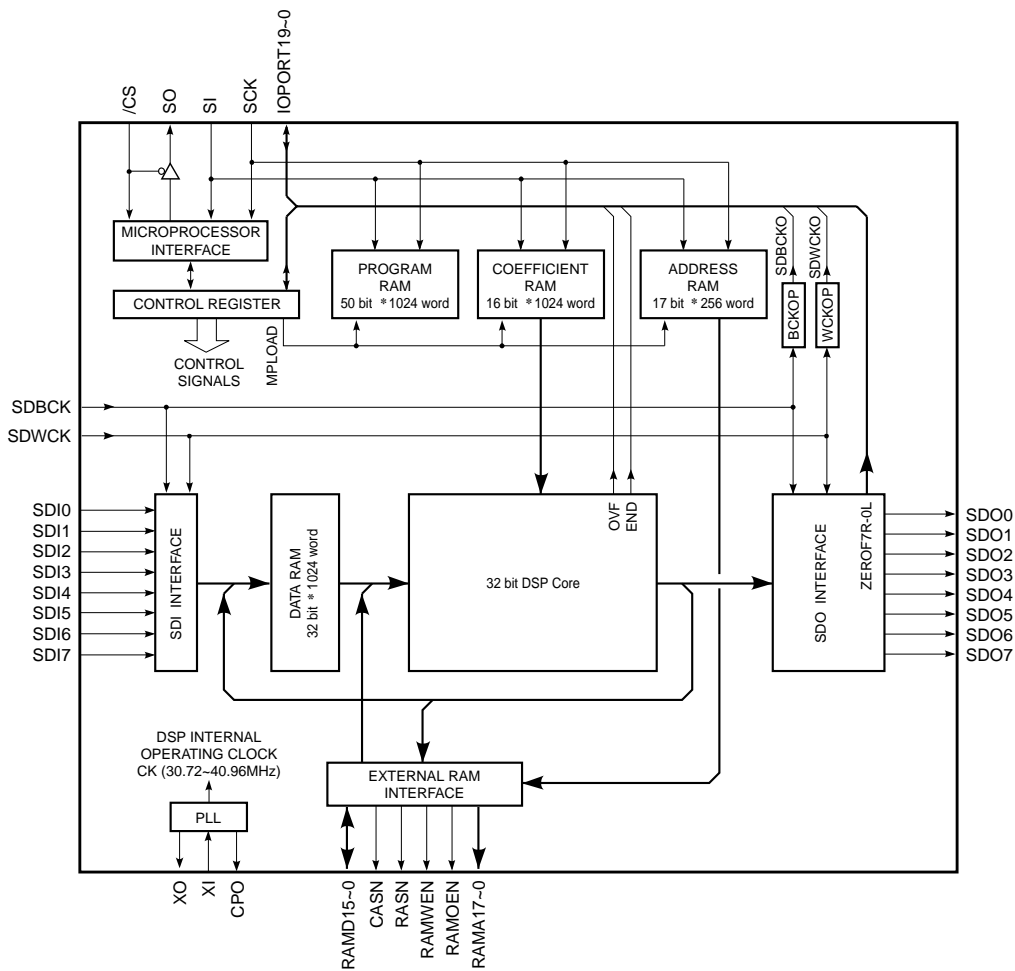 /CS
SO
SI
SCK
IOPORT19~0
MICROPROCESSOR
INTERFACE
CONTROL REGISTER
CONTROL
SIGNALS
MPLOAD
PROGRAM
RAM
50 bit *1024 word
COEFFICIENT
RAM
16 bit *1024 word
ADDRESS
RAM
17 bit *256 word
SDBCKO
SDWCKO
BCKOP
WCKOP
SDBCK
SDWCK
SDI0
SDI1
SDI2
SDI3
SDI4
SDI5
SDI6
SDI7
SDI INTERFACE
DATA RAM
32 bit *1024 word
32 bit DSP Core
OVF
END
SDO INTERFACE
ZEROF7R-0L
SDO0
SDO1
SDO2
SDO3
SDO4
SDO5
SDO6
SDO7
DSP INTERNAL
OPERATING CLOCK
CK (30.72~40.96MHz)
PLL
XO
XI
CPO
EXTERNAL RAM
INTERFACE
RAMD15~0
CASN
RASN
RAMWEN
RAMOEN
RAMA17~0